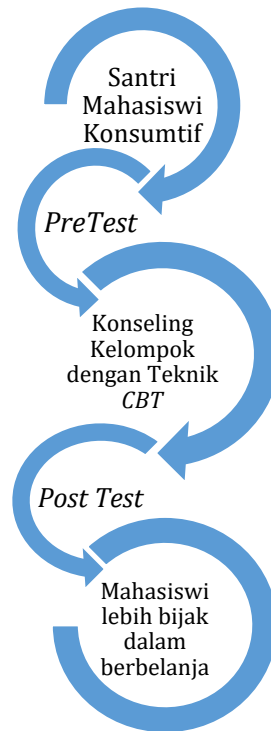 Santri
Mahasiswi
Konsumtif
PreTest
Konseling
Kelompok
dengan Teknik
CBT
Post Test
Mahasiswi
lebih bijak
dalam
berbelanja